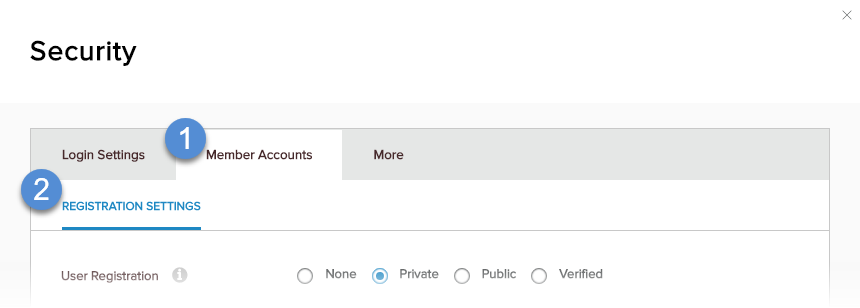 Security
1
Login Settings Member Accounts More
2
REGISTRATION SETTINGS
User Registration i None Private Public Verified